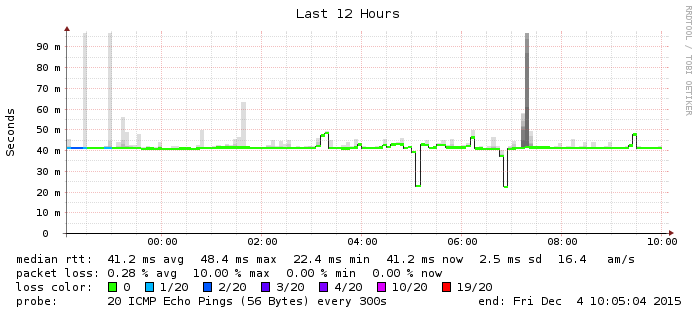 Last 12 Hours
RRDTOOL / TOBI OETIKER
Seconds
90 m
80 m
70 m
60 m
50 m
40 m
30 m
20 m
10 m
0
00:00 02:00 04:00 06:00 08:00 10:00
median rtt: 41.2 ms avg 48.4 ms max 22.4 ms min 41.2 ms now 2.5 ms sd 16.4 am/s
packet loss: 0.28 % avg 10.00 % max 0.00 % min 0.00 % now
loss color: 0 1/20 2/20 3/20 4/20 10/20 19/20
probe: 20 ICMP Echo Pings (56 Bytes) every 300s end: Fri Dec 4 10:05:04 2015